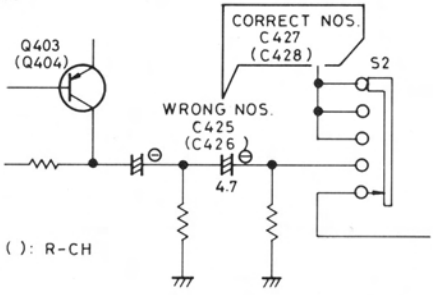 CORRECT NOS.
C427
(C428)
Q403
(Q404)
S2
WRONG NOS.
C425
(C426)
4.7
( ): R-CH